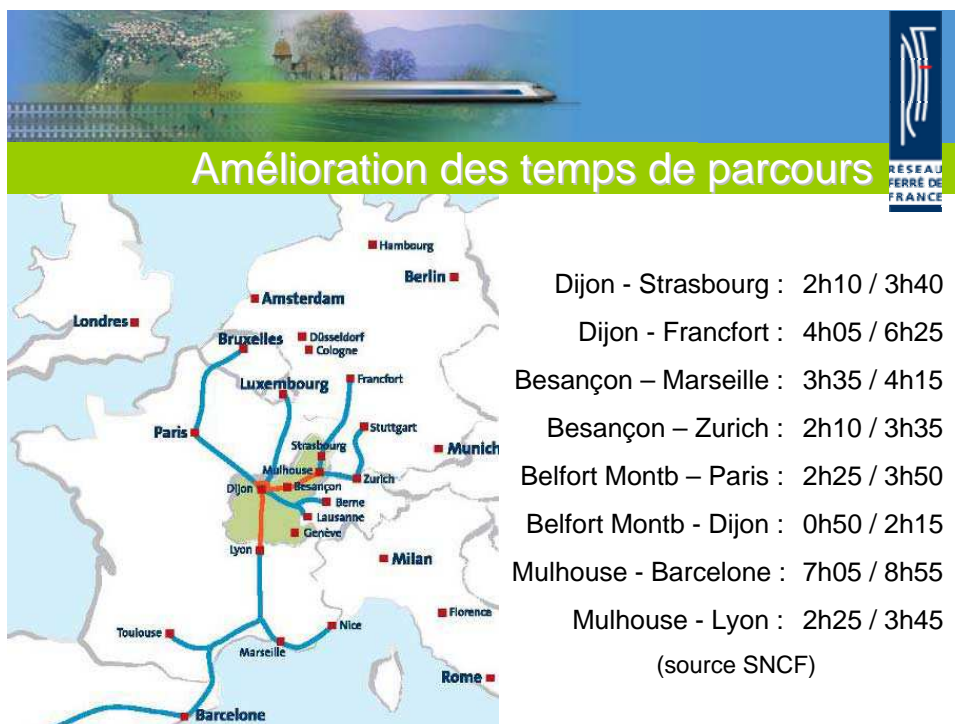 Amélioration des temps de parcours
RÉSEAU
FERRÉ DE
FRANCE
Hambourg
Berlin
Amsterdam
Londres
Düsseldorf
Bruxelles
Cologne
Luxembourg
Francfort
Stuttgart
Paris
Strasbourg
Munich
Mulhouse
Zurich
Dijon
Besançon
Berne
Lausanne
Genève
Lyon
Milan
Florence
Nice
Toulouse
Marseille
Rome
Barcelone
Dijon - Strasbourg : 2h10 / 3h40
Dijon - Francfort : 4h05 / 6h25
Besançon – Marseille : 3h35 / 4h15
Besançon – Zurich : 2h10 / 3h35
Belfort Montb – Paris : 2h25 / 3h50
Belfort Montb - Dijon : 0h50 / 2h15
Mulhouse - Barcelone : 7h05 / 8h55
Mulhouse - Lyon : 2h25 / 3h45
(source SNCF)